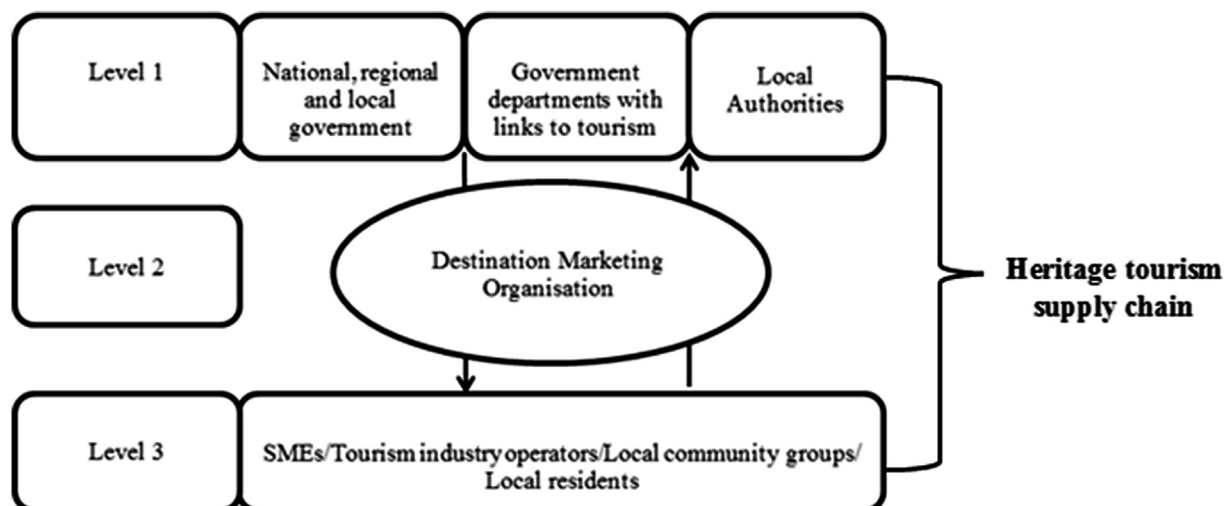 Level 1
National, regional
and local
government
Government
departments with
links to tourism
Local
Authorities
Level 2
Destination Marketing
Organisation
Heritage tourism
supply chain
Level 3
SMEs/Tourism industry operators/Local community groups/
Local residents